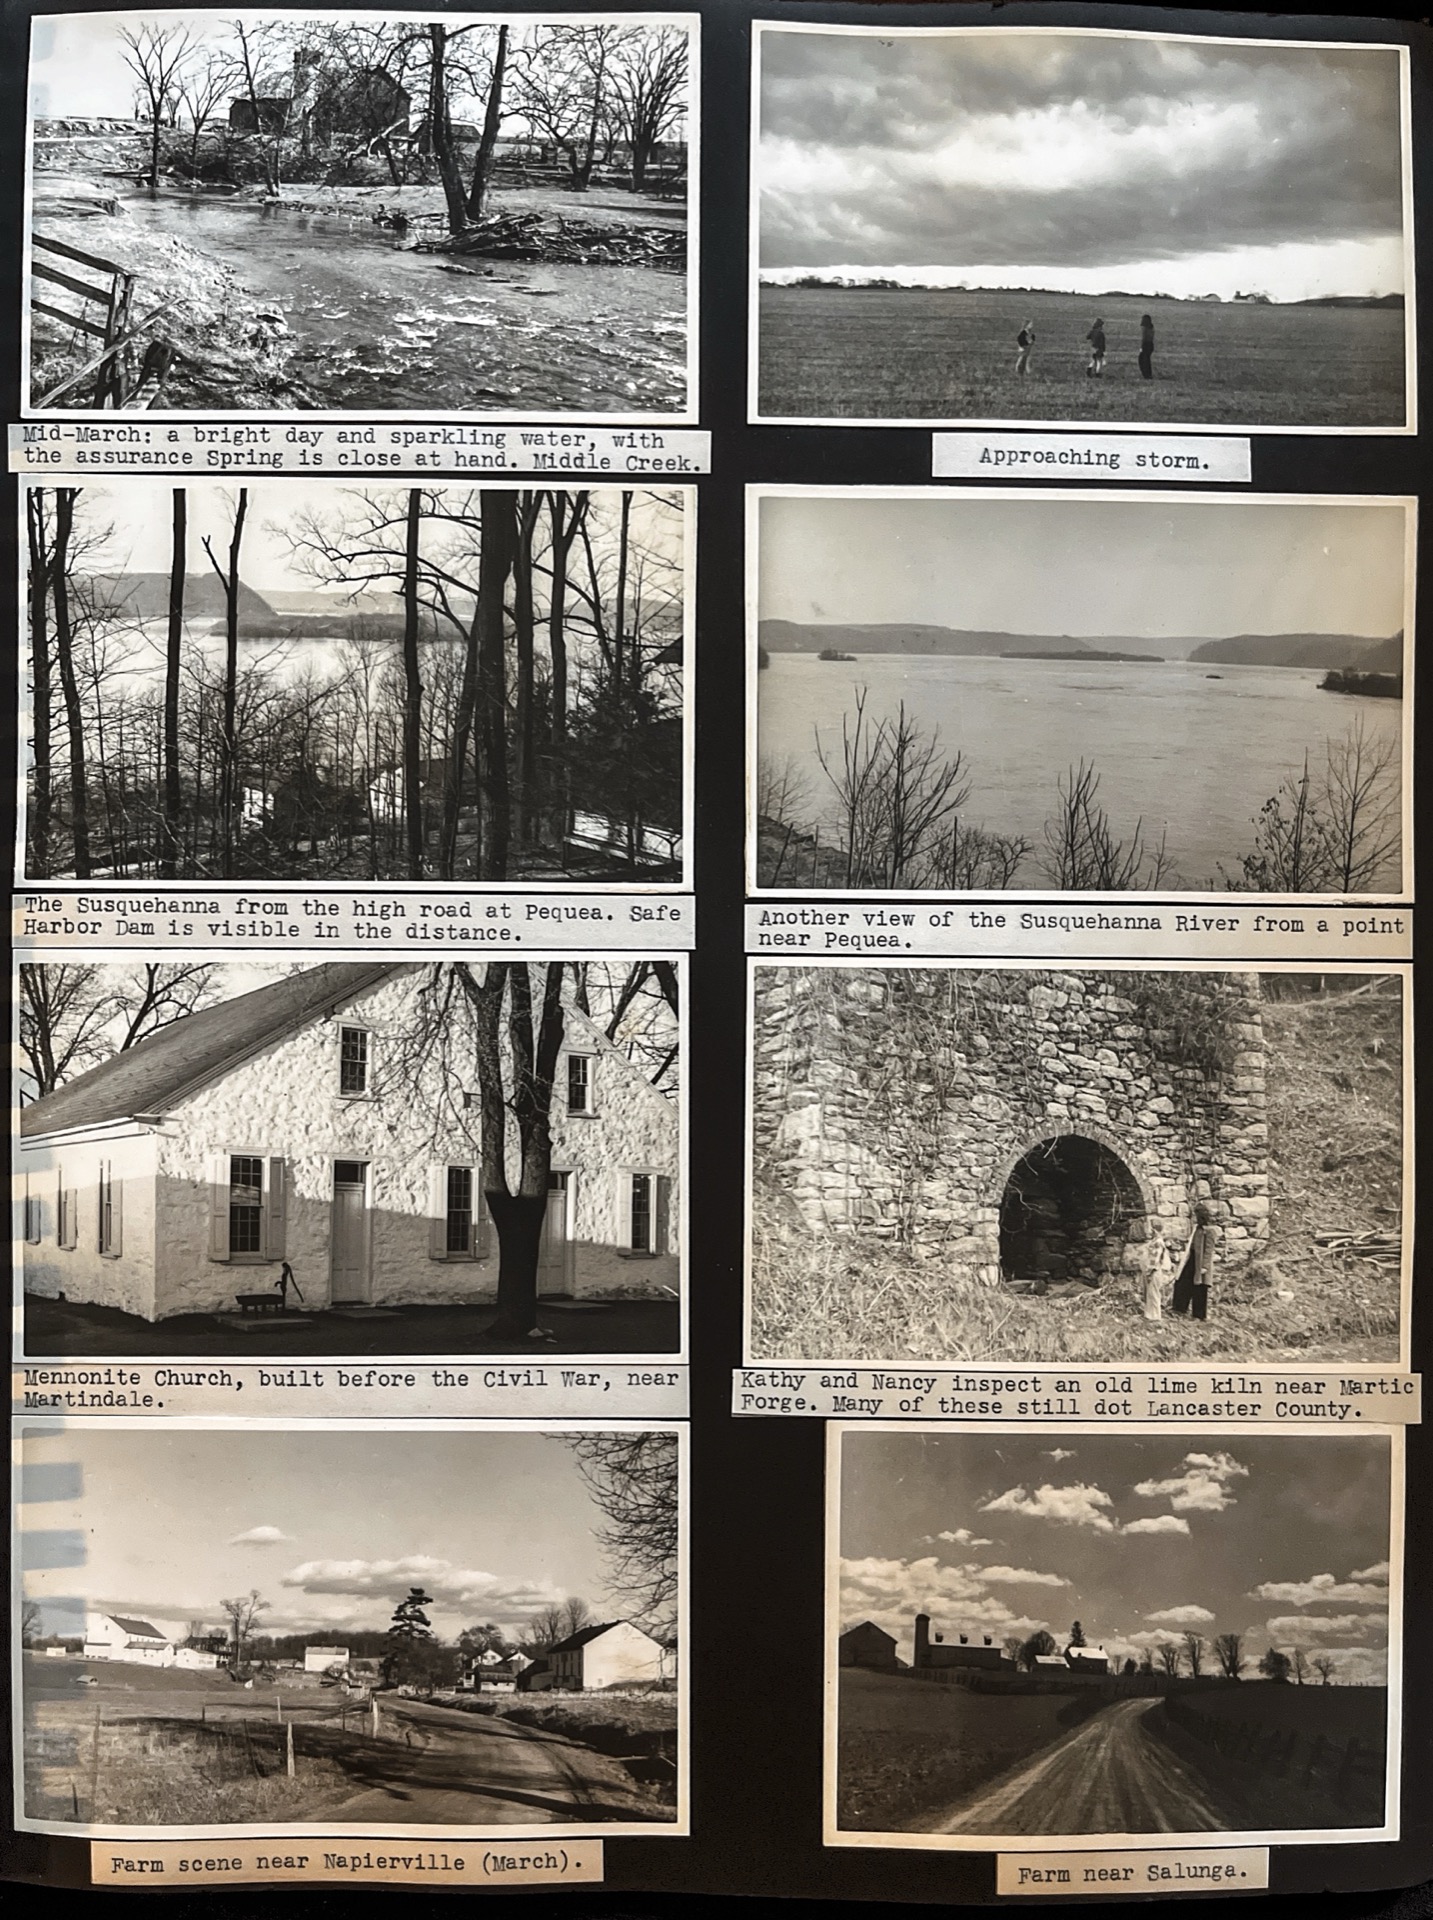 Mid-March: a bright day and sparkling water, with
the assurance Spring is close at hand. Middle Creek.
Approaching storm.
The Susquehanna from the high road at Pequea. Safe
Harbor Dam is visible in the distance.
Another view of the Susquehanna River from a point
near Pequea.
Mennonite Church, built before the Civil War, near
Martindale.
Kathy and Nancy inspect an old lime kiln near Martic
Forge. Many of these still dot Lancaster County.
Farm scene near Napierville (March).
Farm near Salunga.